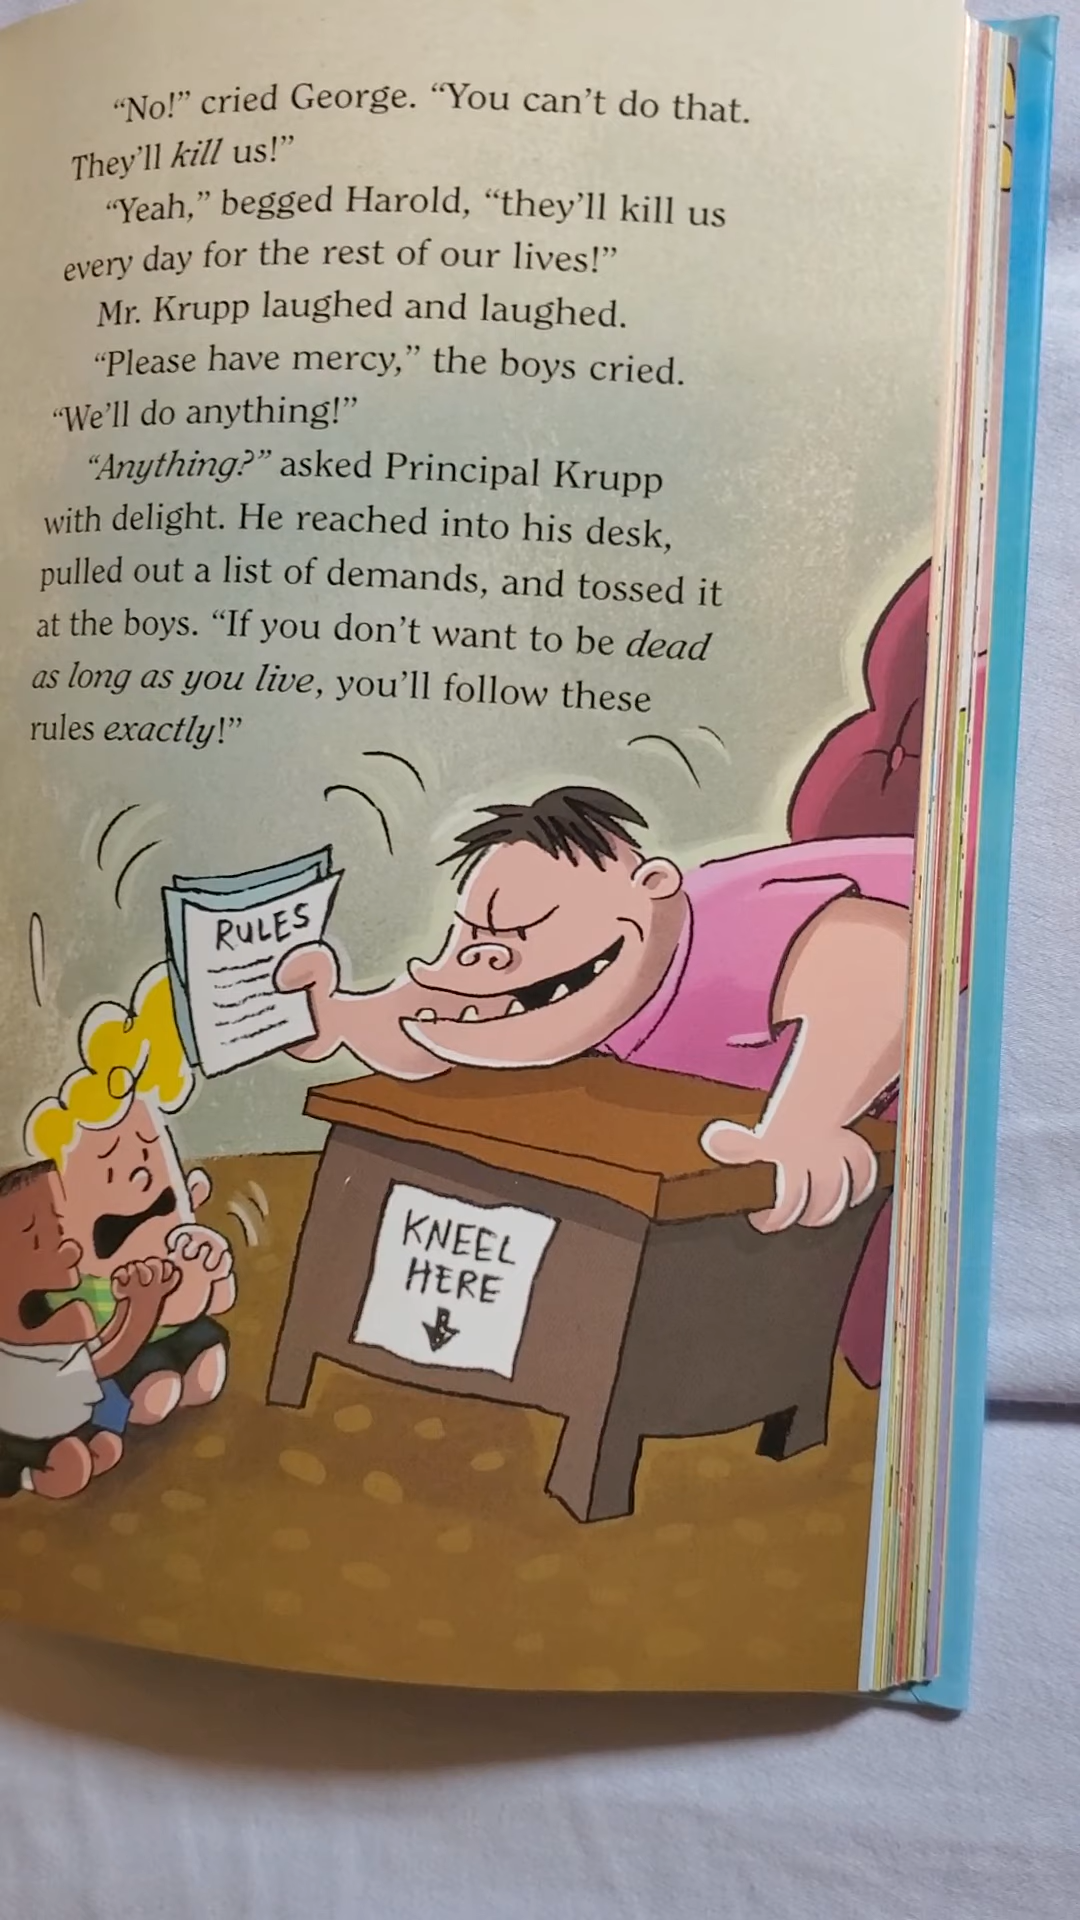 “No!” cried George. “You can’t do that.
They’ll kill us!”
“Yeah,” begged Harold, “they’ll kill us
every day for the rest of our lives!”
Mr. Krupp laughed and laughed.
“Please have mercy,” the boys cried.
“We’ll do anything!”
“Anything?” asked Principal Krupp
with delight. He reached into his desk,
pulled out a list of demands, and tossed it
at the boys. “If you don’t want to be dead
as long as you live, you’ll follow these
rules exactly!”
RULES
KNEEL
HERE